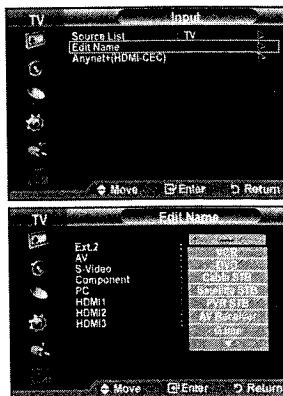 TV Input
Source List : TV
Edit Name
Anynet+(HDMI-CEC)
Move Enter Return
TV Edit Name
Ext.2 :
AV :
S-Video :
Component :
PC :
HDMI1 :
HDMI2 :
HDMI3 :
VCR
DVD
Cable STB
Satellite STB
PVR STB
AV Receiver
Game
Move Enter Return